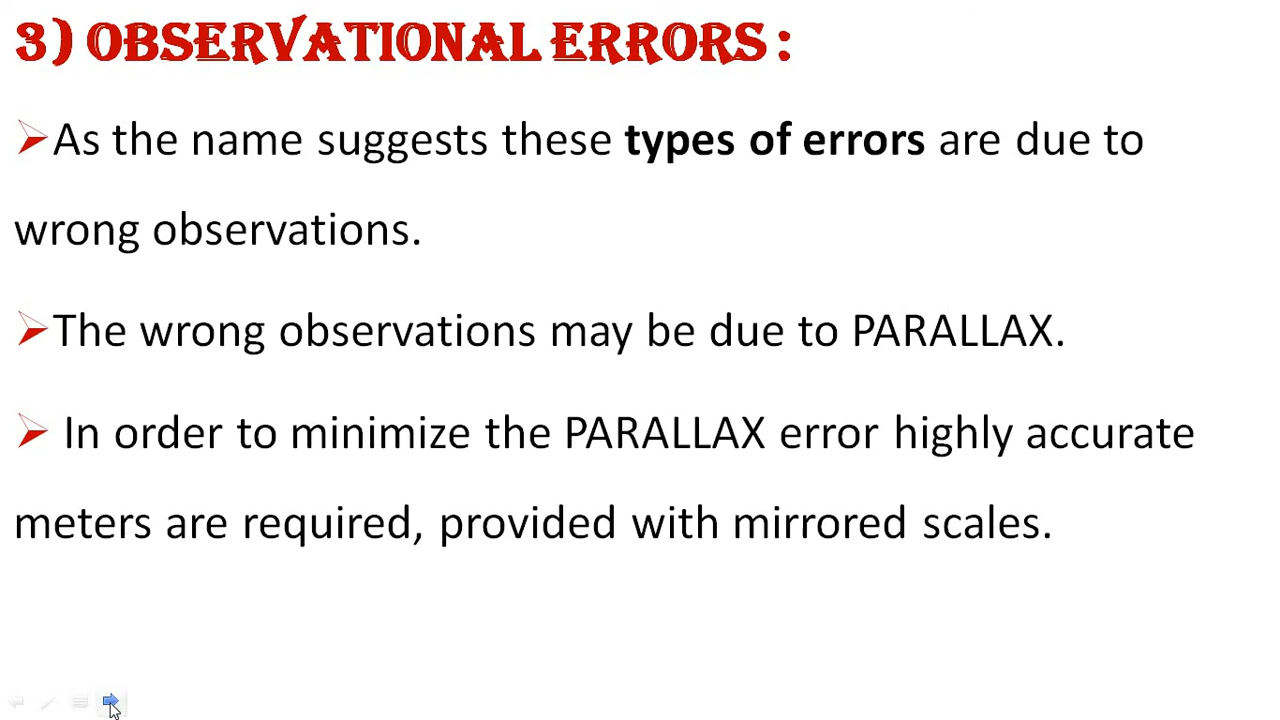 3) OBSERVATIONAL ERRORS :
➢As the name suggests these types of errors are due to
wrong observations.
➢The wrong observations may be due to PARALLAX.
➢ In order to minimize the PARALLAX error highly accurate
meters are required, provided with mirrored scales.